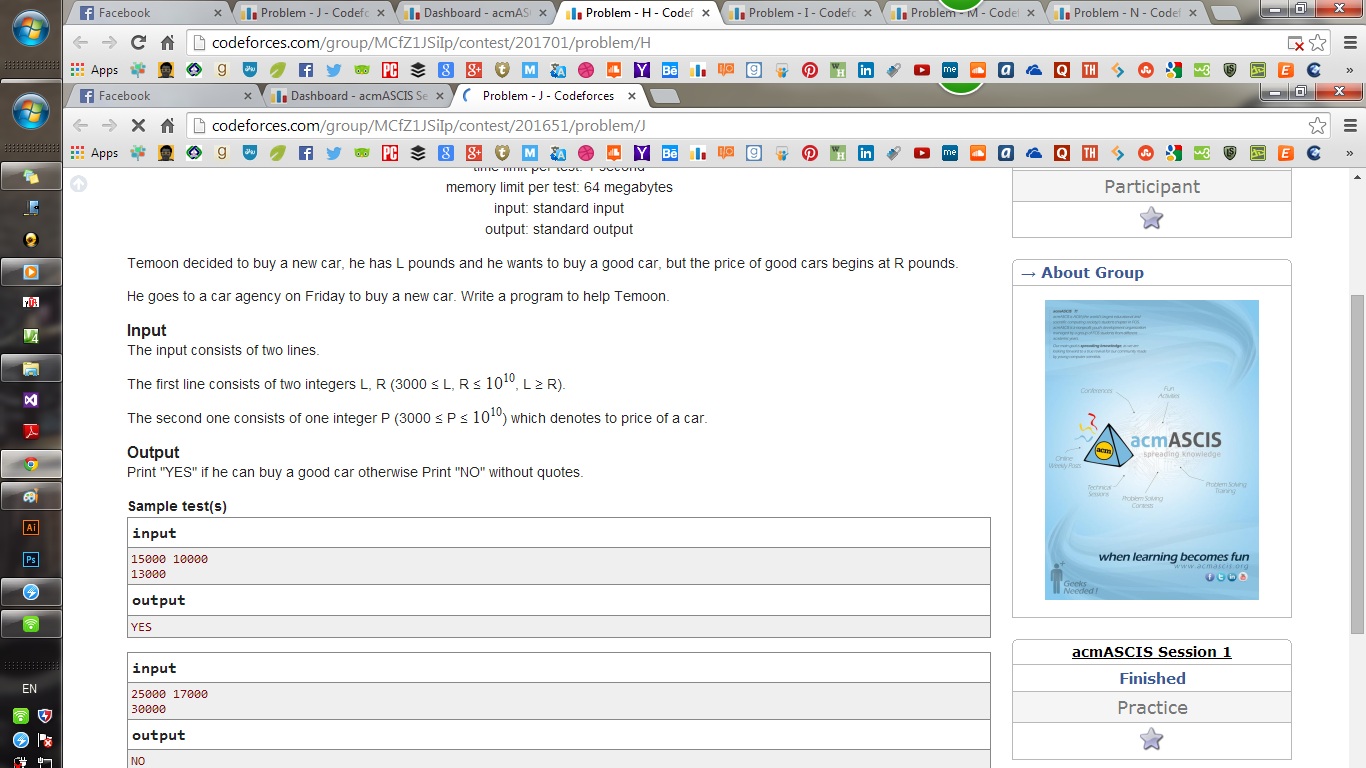 Facebook
Problem - J - Codefc
Dashboard - acmAS
Problem - H - Codef
Problem - I - Codefc
Problem - M - Codef
Problem - N - Codef
codeforces.com/group/MCfZ1JSiIp/contest/201701/problem/H
Apps
Facebook
Dashboard - acmASCIS Se
Problem - J - Codeforces
codeforces.com/group/MCfZ1JSiIp/contest/201651/problem/J
Apps
time limit per test: 1 second
memory limit per test: 64 megabytes
input: standard input
output: standard output
Temoon decided to buy a new car, he has L pounds and he wants to buy a good car, but the price of good cars begins at R pounds.
He goes to a car agency on Friday to buy a new car. Write a program to help Temoon.
Input
The input consists of two lines.
The first line consists of two integers L, R (3000 ≤ L, R ≤ 10^10, L ≥ R).
The second one consists of one integer P (3000 ≤ P ≤ 10^10) which denotes to price of a car.
Output
Print "YES" if he can buy a good car otherwise Print "NO" without quotes.
Sample test(s)
input
15000 10000
13000
output
YES
input
25000 17000
30000
output
NO
Participant
→ About Group
Conferences
Fun
Activities
acmASCIS
spreading knowledge
acm
Online
Weekly Posts
Technical
Sessions
Problem Solving
Contests
Problem Solving
Training
when learning becomes fun
www.acmascis.org
Geeks
Needed !
acmASCIS Session 1
Finished
Practice
EN